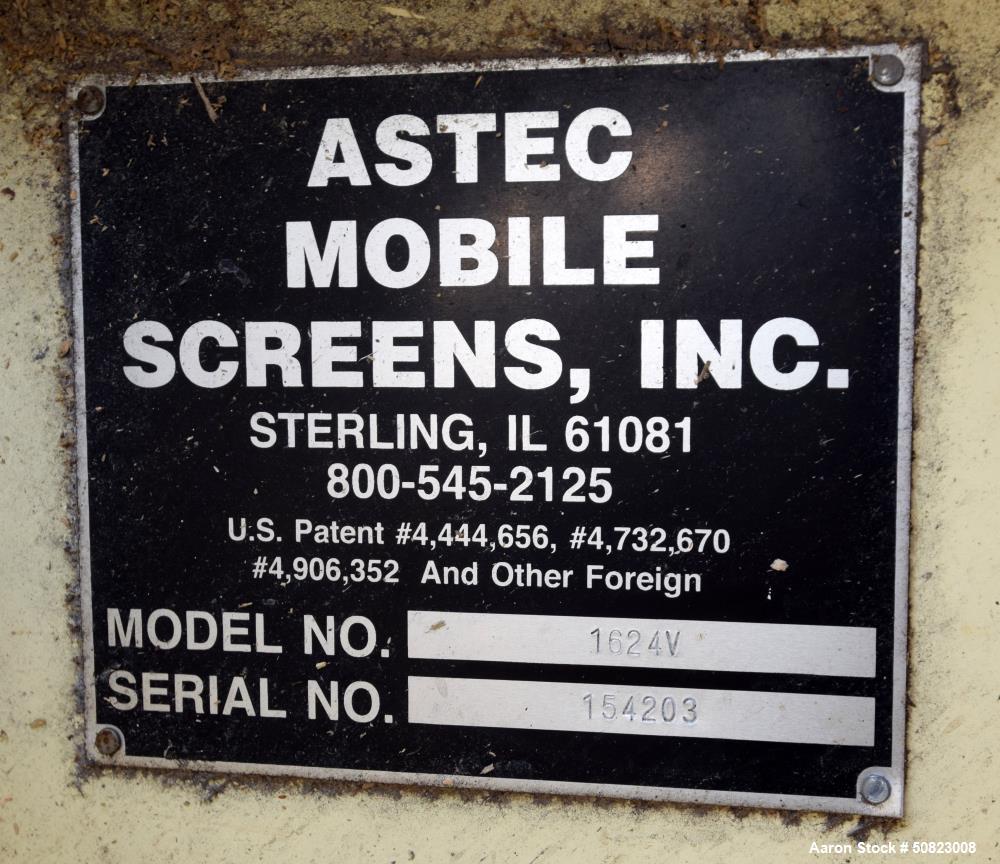 ASTEC
MOBILE
SCREENS, INC.
STERLING, IL 61081
800-545-2125
U.S. Patent #4,444,656, #4,732,670
#4,906,352 And Other Foreign
MODEL NO. 1624V
SERIAL NO. 154203
Aaron Stock # 50823008